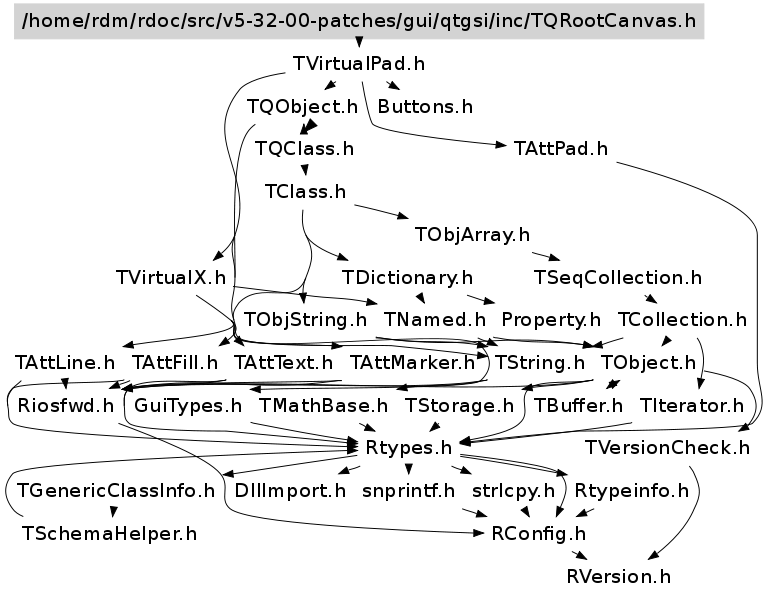 /home/rdm/rdoc/src/v5-32-00-patches/gui/qtgsi/inc/TQRootCanvas.h
TVirtualPad.h
TQObject.h Buttons.h
TQClass.h TAttPad.h
TClass.h
TObjArray.h
TVirtualX.h TDictionary.h TSeqCollection.h
TObjString.h TNamed.h Property.h TCollection.h
TAttLine.h TAttFill.h TAttText.h TAttMarker.h TString.h TObject.h
Riosfwd.h GuiTypes.h TMathBase.h TStorage.h TBuffer.h TIterator.h
Rtypes.h TVersionCheck.h
TGenericClassInfo.h DllImport.h snprintf.h strlcpy.h Rtypeinfo.h
TSchemaHelper.h RConfig.h
RVersion.h